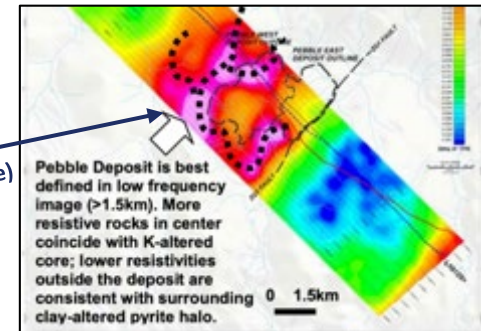 PEBBLE EAST
DEPOSIT OUTLINE
e)
Pebble Deposit is best
defined in low frequency
image (>1.5km). More
resistive rocks in center
coincide with K-altered
core; lower resistivities
outside the deposit are
consistent with surrounding
clay-altered pyrite halo.
0 1.5km